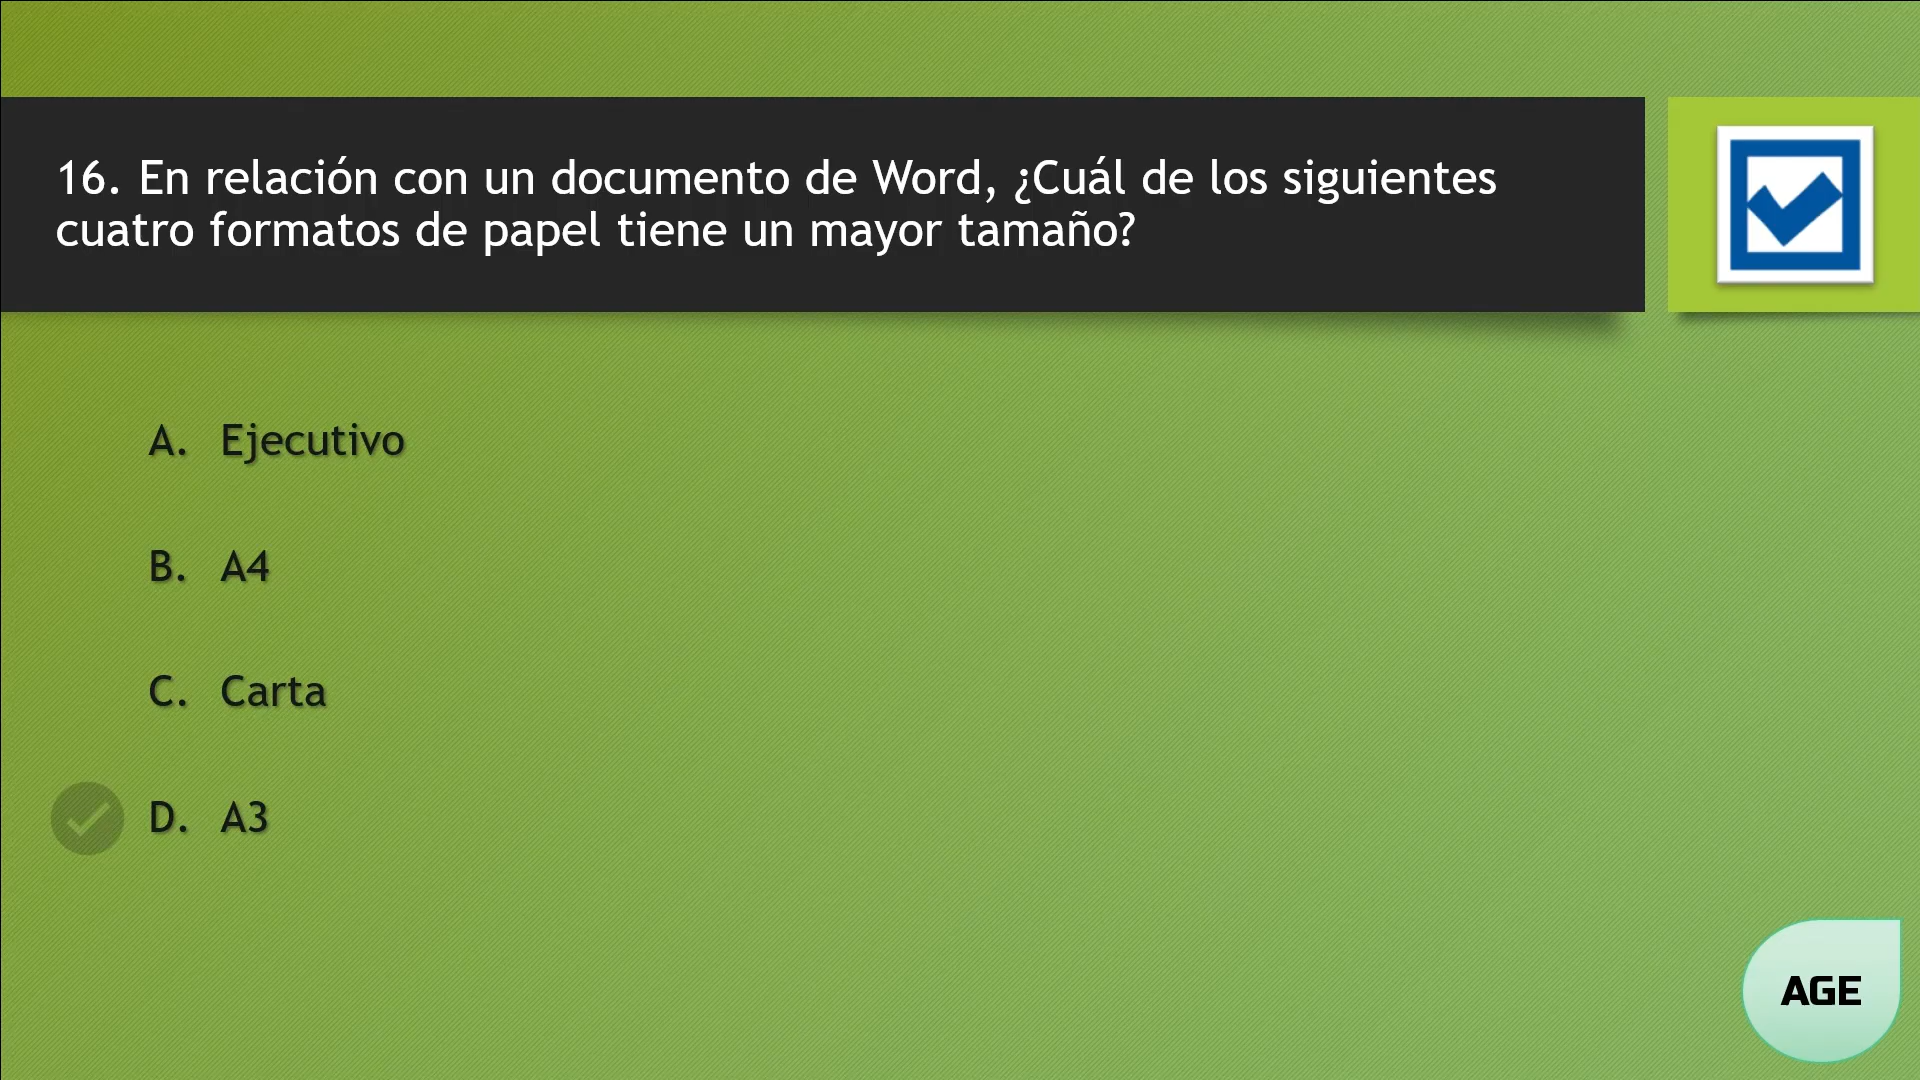 16. En relación con un documento de Word, ¿Cuál de los siguientes
cuatro formatos de papel tiene un mayor tamaño?
A. Ejecutivo
B. A4
C. Carta
D. A3
AGE